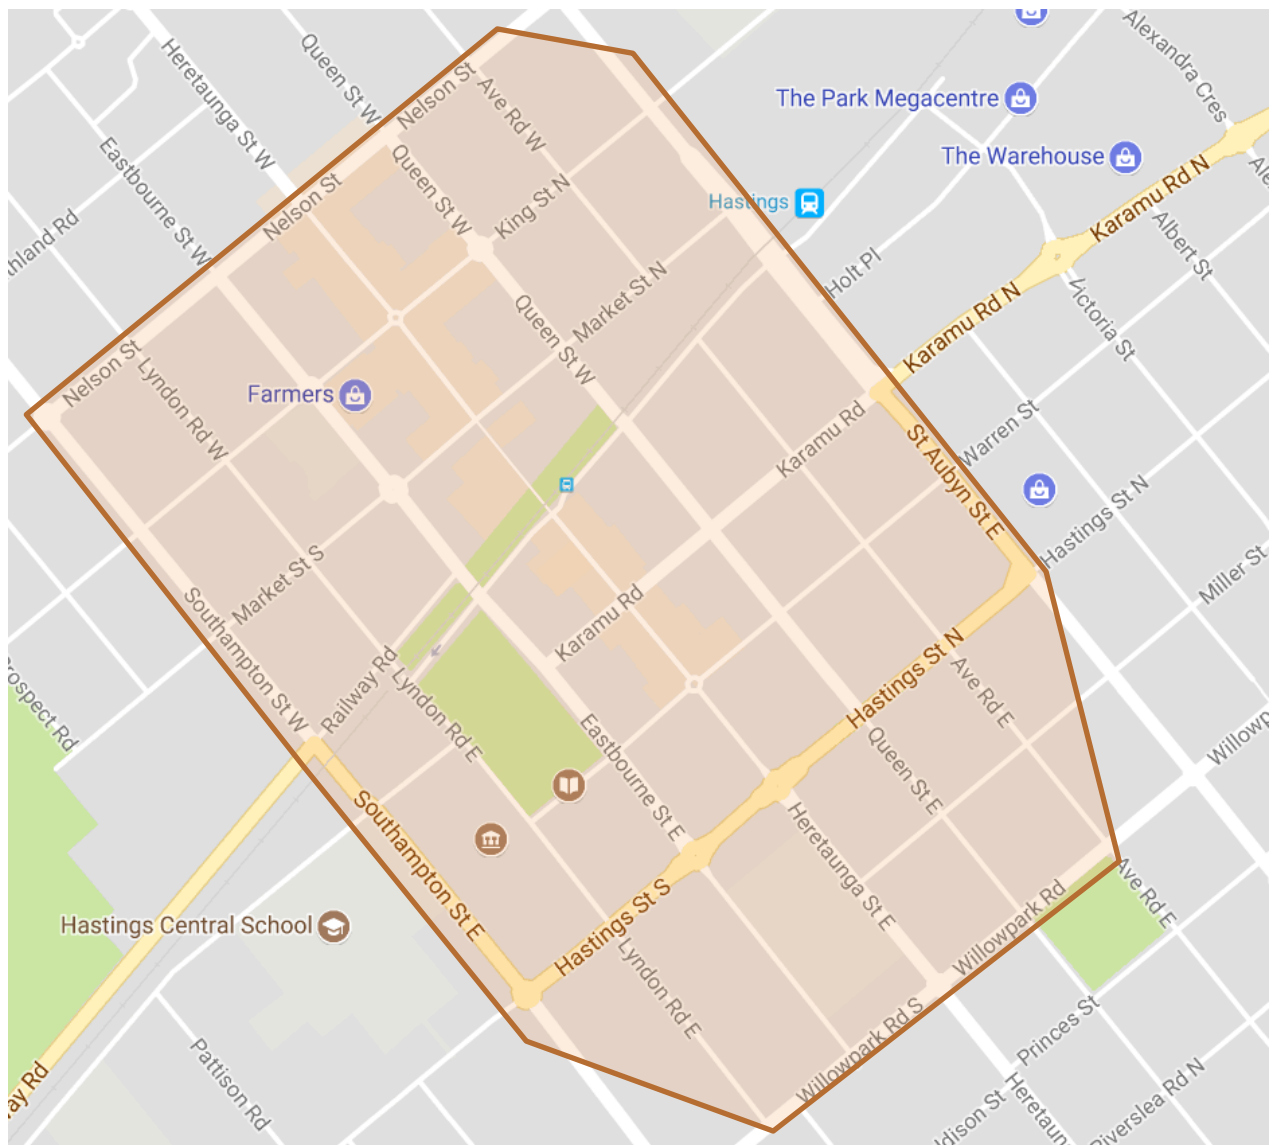 Alexandra Cres
Heretaunga St W
Queen St W
Nelson St
Ave Rd W
The Park Megacentre
The Warehouse
Eastbourne St W
Nelson St
Queen St W
King St N
Hastings
Karamu Rd N
Albert St
Market St N
Holt Pl
Queen St W
Karamu Rd N
Victoria St
Nelson St
Lyndon Rd W
Farmers
Karamu Rd
Warren St
St Aubyn St E
Hastings St N
Miller St
Market St S
Southampton St W
Karamu Rd
Railway Rd
Lyndon Rd E
Prospect Rd
Hastings St N
Ave Rd E
Eastbourne St E
Queen St E
Southampton St E
Heretaunga St E
Hastings St S
Willowpark Rd
Ave Rd E
Hastings Central School
Lyndon Rd E
Willowpark Rd S
Princes St
Pattison Rd
Riverslea Rd N